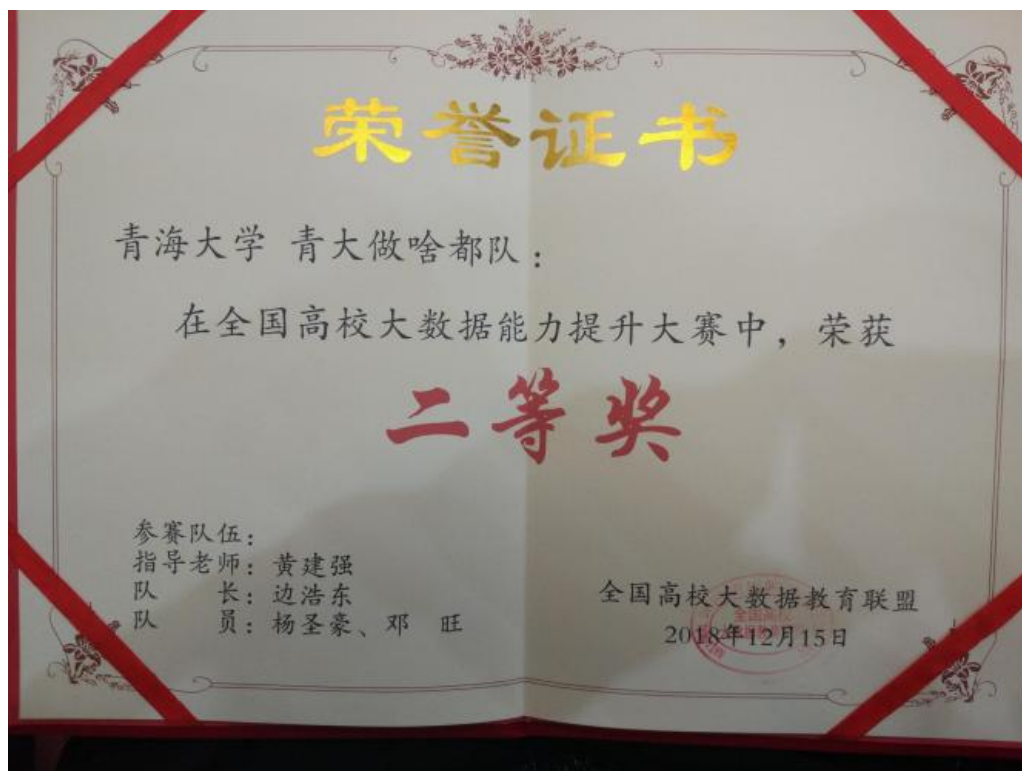 荣誉证书
青海大学 青大做啥都队：
在全国高校大数据能力提升大赛中，荣获
二等奖
参赛队伍：
指导老师：黄建强
队 长：边浩东
队 员：杨圣豪、邓 旺
全国高校大数据教育联盟
2018年12月15日
全国高校